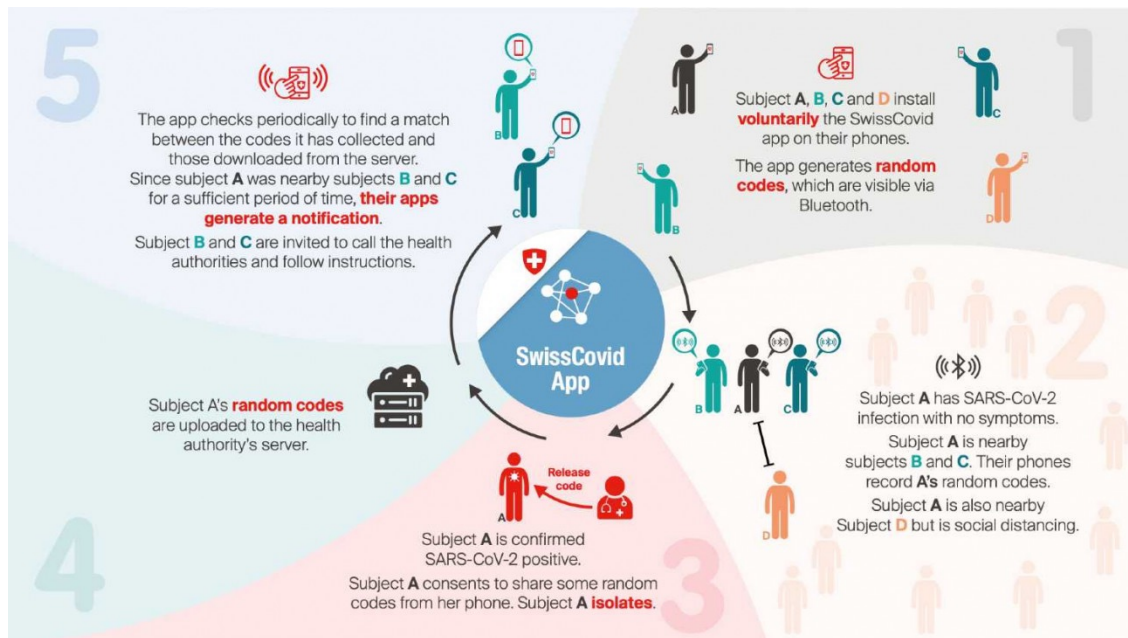 1
A
C
Subject A, B, C and D install
voluntarily the SwissCovid
app on their phones.
The app generates random
codes, which are visible via
Bluetooth.
B
D
2
B
A
C
D
Subject A has SARS-CoV-2
infection with no symptoms.
Subject A is nearby
subjects B and C. Their phones
record A's random codes.
Subject A is also nearby
Subject D but is social distancing.
SwissCovid
App
3
Release
code
A
Subject A is confirmed
SARS-CoV-2 positive.
Subject A consents to share some random
codes from her phone. Subject A isolates.
4
Subject A's random codes
are uploaded to the health
authority's server.
5
The app checks periodically to find a match
between the codes it has collected and
those downloaded from the server.
Since subject A was nearby subjects B and C
for a sufficient period of time, their apps
generate a notification.
Subject B and C are invited to call the health
authorities and follow instructions.
B
C